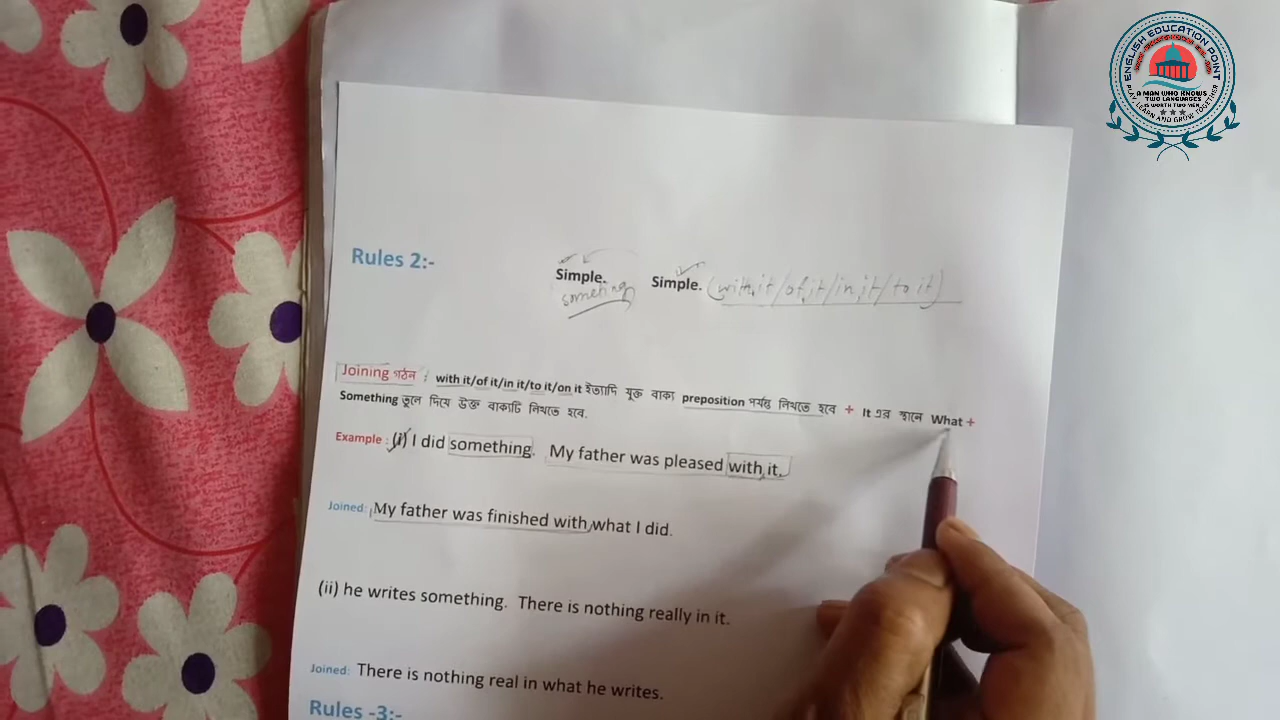 ENGLISH EDUCATION POINT
A MAN WHO KNOWS
TWO LANGUAGES
IS WORTH TWO MEN
PLAY, LEARN AND GROW TOGETHER
Rules 2:-
Simple. Simple. (with it/of it/in it/to it)
something
Joining গঠন : with it/of it/in it/to it/on it ইত্যাদি যুক্ত বাক্য preposition পর্যন্ত লিখতে হবে + It এর স্থানে What +
Something তুলে দিয়ে উক্ত বাক্যটি লিখতে হবে.
Example : (i) I did something. My father was pleased with it.
Joined: My father was finished with what I did.
(ii) he writes something. There is nothing really in it.
Joined: There is nothing real in what he writes.
Rules -3:-